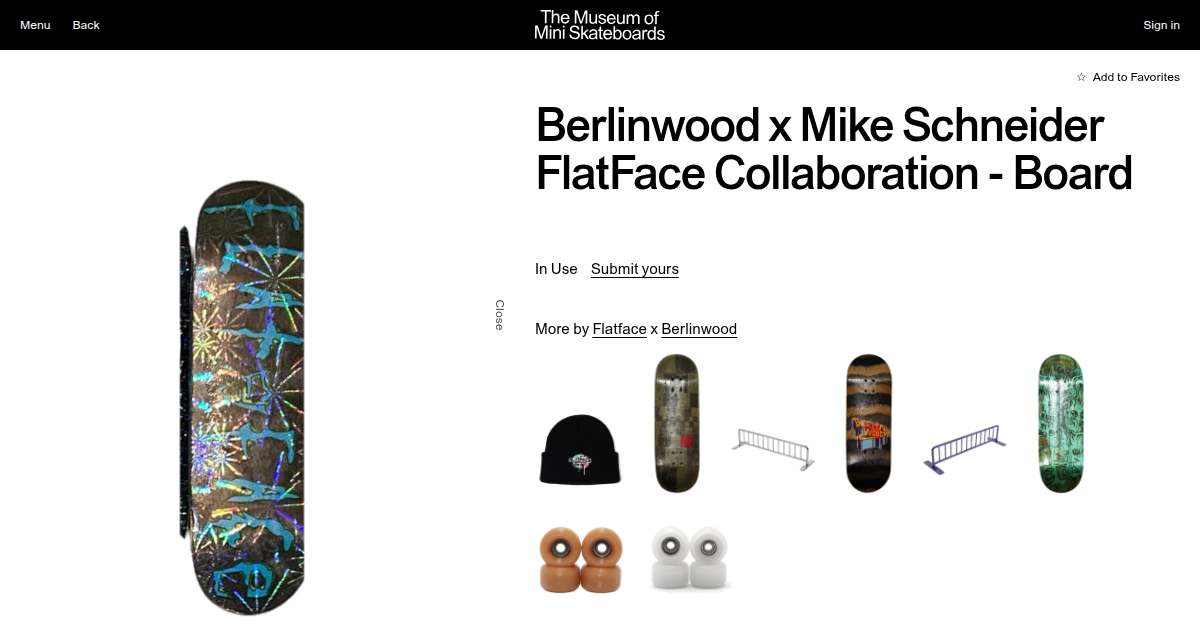 Menu
Back
The Museum of
Mini Skateboards
Sign in
☆ Add to Favorites
Berlinwood x Mike Schneider
FlatFace Collaboration - Board
In Use
Submit yours
Close
More by Flatface x Berlinwood